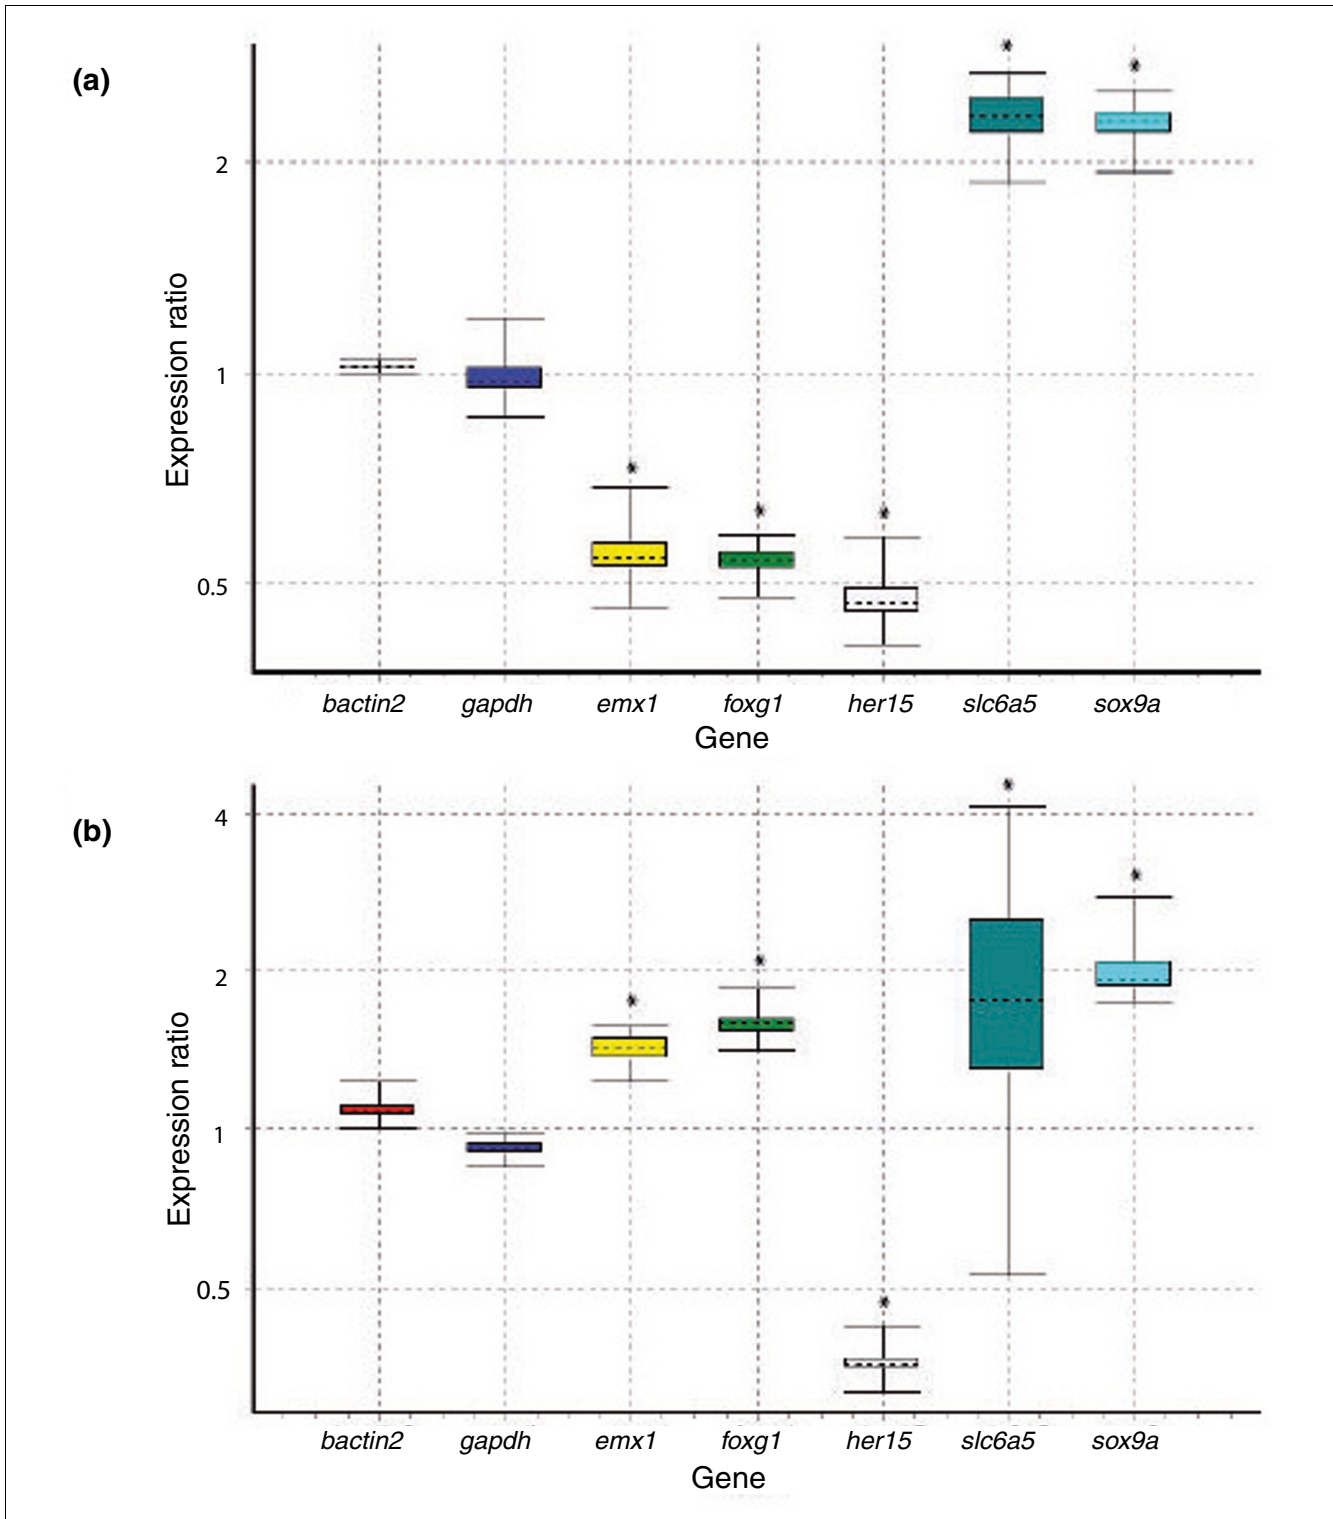 (a)
2
1
0.5
Expression ratio
* * * * *
bactin2 gapdh emx1 foxg1 her15 slc6a5 sox9a
Gene
(b)
4
2
1
0.5
Expression ratio
* * * * *
bactin2 gapdh emx1 foxg1 her15 slc6a5 sox9a
Gene